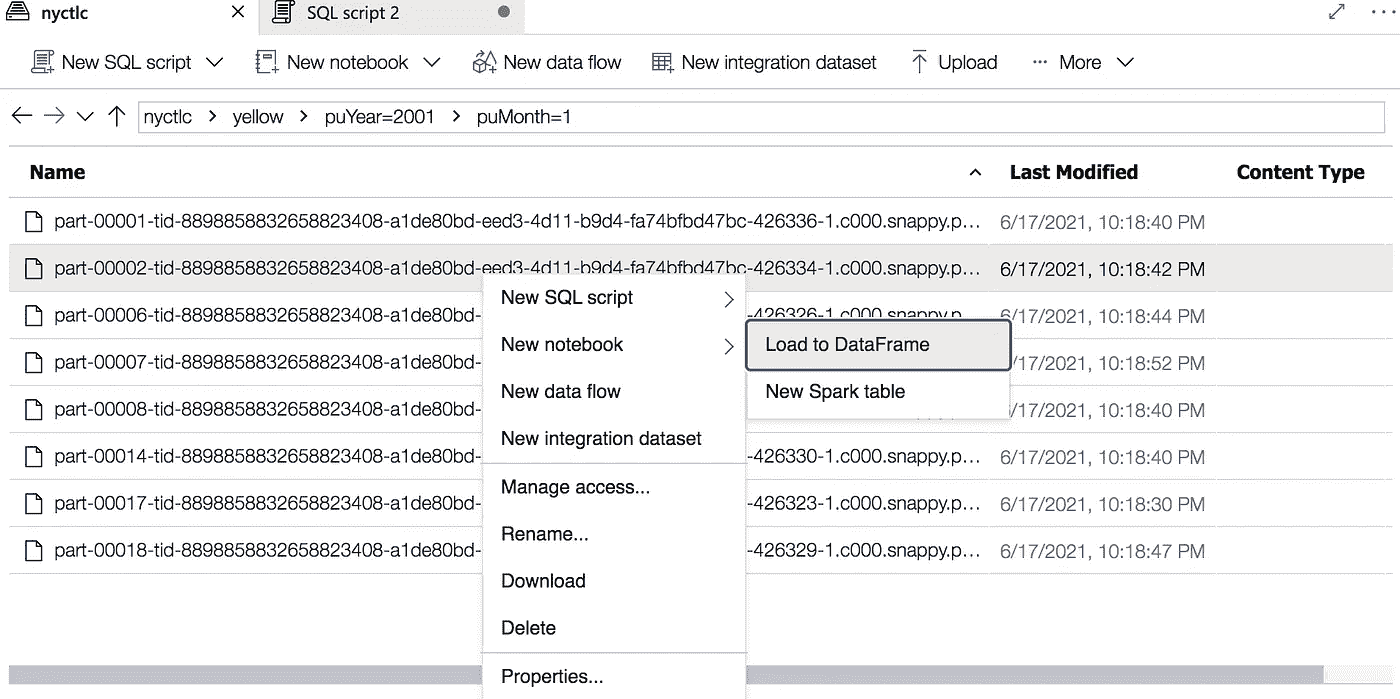 nyctlc SQL script 2
New SQL script New notebook New data flow New integration dataset Upload ... More
nyctlc > yellow > puYear=2001 > puMonth=1
Name Last Modified Content Type
part-00001-tid-8898858832658823408-a1de80bd-eed3-4d11-b9d4-fa74bfbd47bc-426336-1.c000.snappy.p... 6/17/2021, 10:18:40 PM
part-00002-tid-8898858832658823408-a1de80bd-eed3-4d11-b9d4-fa74bfbd47bc-426334-1.c000.snappy.p... 6/17/2021, 10:18:42 PM
part-00006-tid-8898858832658823408-a1de80bd- -426326-1.c000.snappy.p... 6/17/2021, 10:18:44 PM
part-00007-tid-8898858832658823408-a1de80bd- /17/2021, 10:18:52 PM
part-00008-tid-8898858832658823408-a1de80bd- /17/2021, 10:18:40 PM
part-00014-tid-8898858832658823408-a1de80bd- -426330-1.c000.snappy.p... 6/17/2021, 10:18:40 PM
part-00017-tid-8898858832658823408-a1de80bd- -426323-1.c000.snappy.p... 6/17/2021, 10:18:30 PM
part-00018-tid-8898858832658823408-a1de80bd- -426329-1.c000.snappy.p... 6/17/2021, 10:18:47 PM
New SQL script
New notebook
New data flow
New integration dataset
Manage access...
Rename...
Download
Delete
Properties...
Load to DataFrame
New Spark table